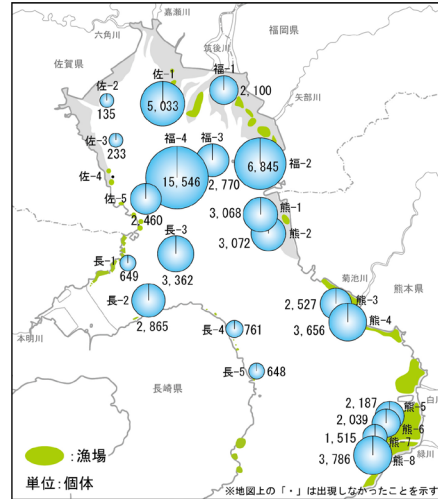 嘉瀬川
六角川
筑後川
福岡県
佐賀県
佐-1
福-1
佐-2
5,033
2,100
矢部川
135
佐-3
233
福-4
福-3
福-2
6,845
佐-4
15,546
2,770
佐-5
2,460
3,068
熊-1
長-3
3,072
熊-2
長-1
649
3,362
菊池川
熊本県
長-2
2,527
熊-3
2,865
3,656
熊-4
長-4
761
本明川
長-5
648
長崎県
白川
2,187
熊-5
2,039
熊-6
1,515
熊-7
3,786
熊-8
緑川
:漁場
単位:個体
※地図上の「・」は出現しなかったことを示す